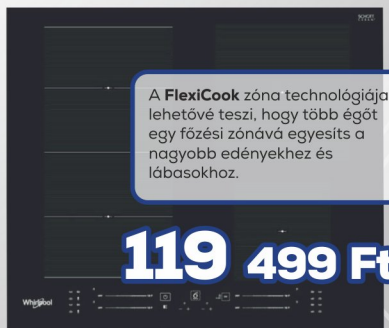 A FlexiCook zóna technológiája
lehetővé teszi, hogy több égőt
egy főzési zónává egyesíts a
nagyobb edényekhez és
lábasokhoz.
119 499 Ft
Whirlpool